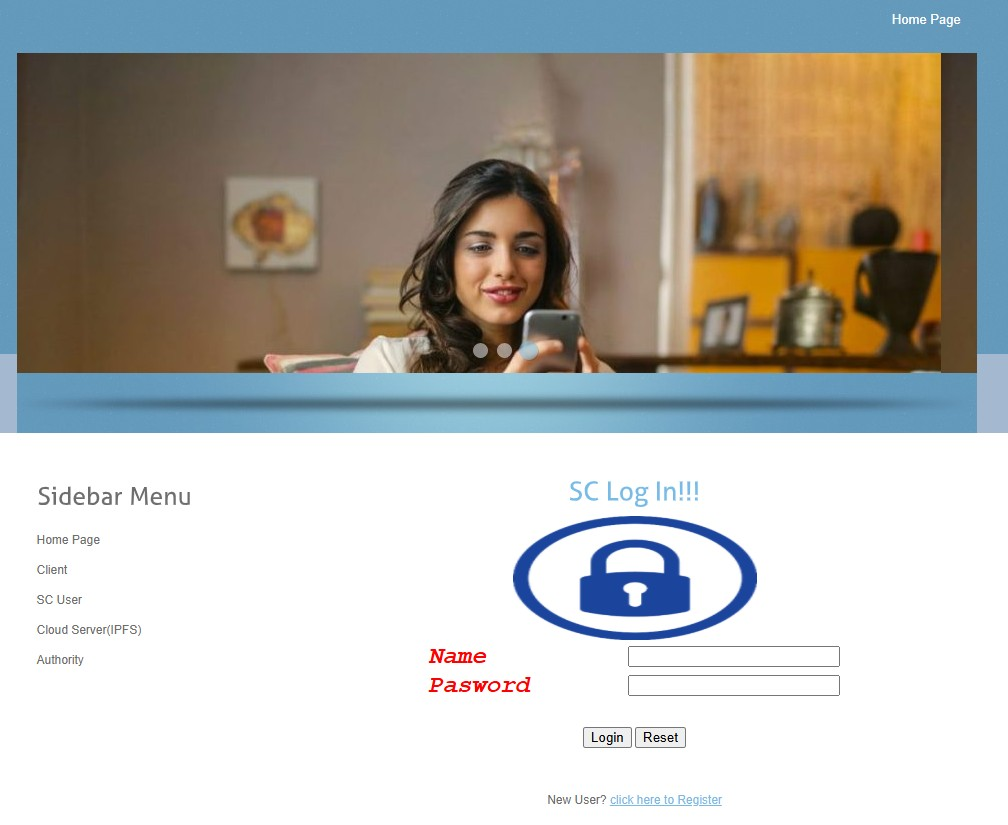 Home Page
Sidebar Menu
Home Page
Client
SC User
Cloud Server(IPFS)
Authority
SC Log In!!!
Name
Pasword
Login Reset
New User? click here to Register